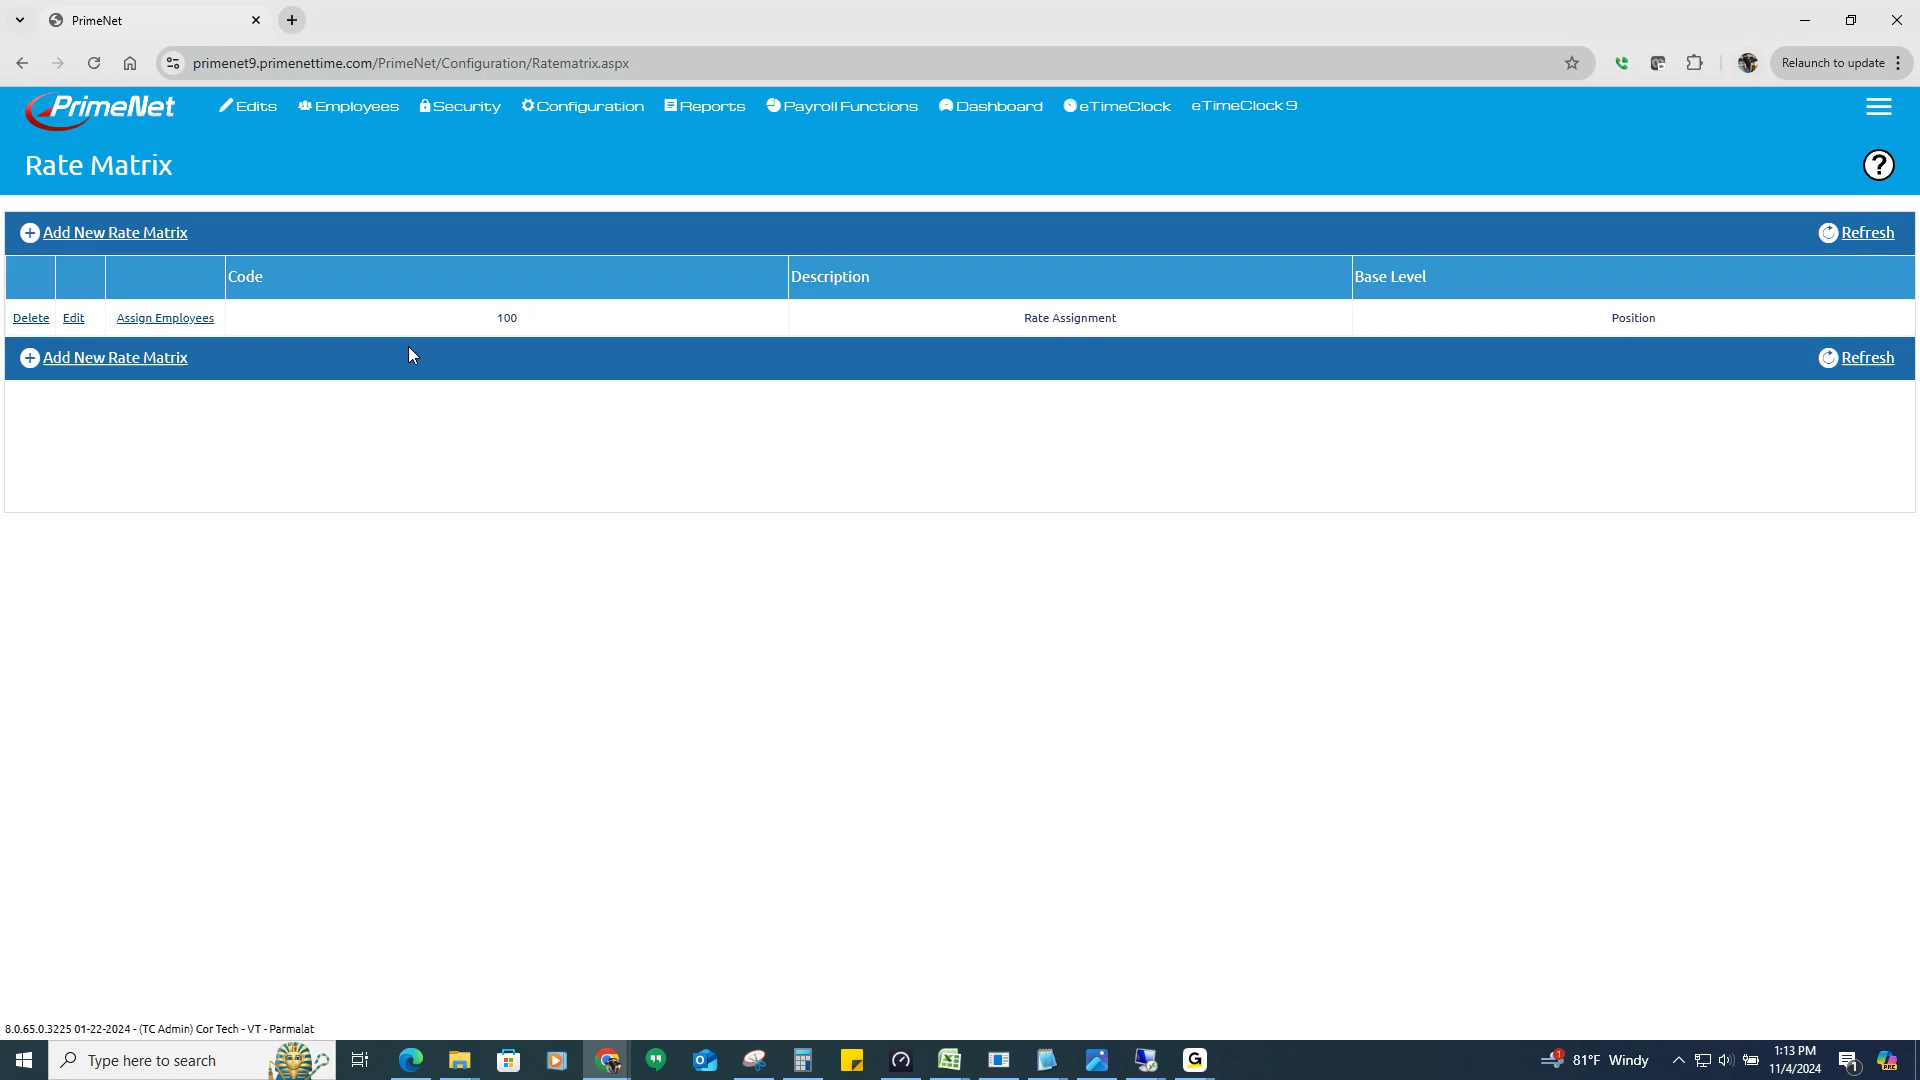 PrimeNet
primenet9.primenettime.com/PrimeNet/Configuration/Ratematrix.aspx
Relaunch to update
PrimeNet Edits Employees Security Configuration Reports Payroll Functions Dashboard eTimeClock eTimeClock 9
Rate Matrix
?
Add New Rate Matrix Refresh
Code Description Base Level
Delete Edit Assign Employees 100 Rate Assignment Position
Add New Rate Matrix Refresh
8.0.65.0.3225 01-22-2024 - (TC Admin) Cor Tech - VT - Parmalat
Type here to search
81°F Windy
1:13 PM
11/4/2024